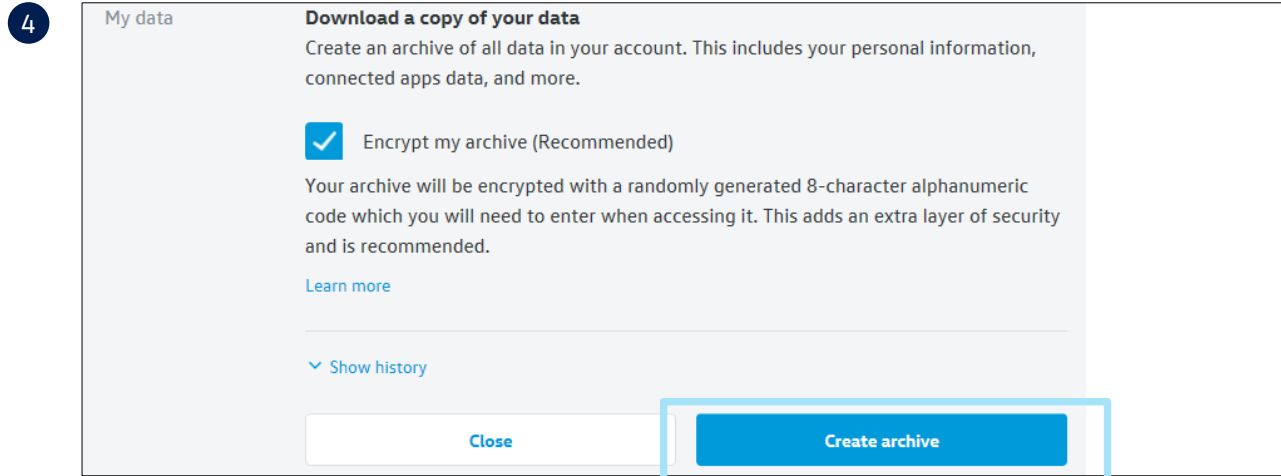 4
My data
Download a copy of your data
Create an archive of all data in your account. This includes your personal information,
connected apps data, and more.
Encrypt my archive (Recommended)
Your archive will be encrypted with a randomly generated 8-character alphanumeric
code which you will need to enter when accessing it. This adds an extra layer of security
and is recommended.
Learn more
Show history
Close
Create archive